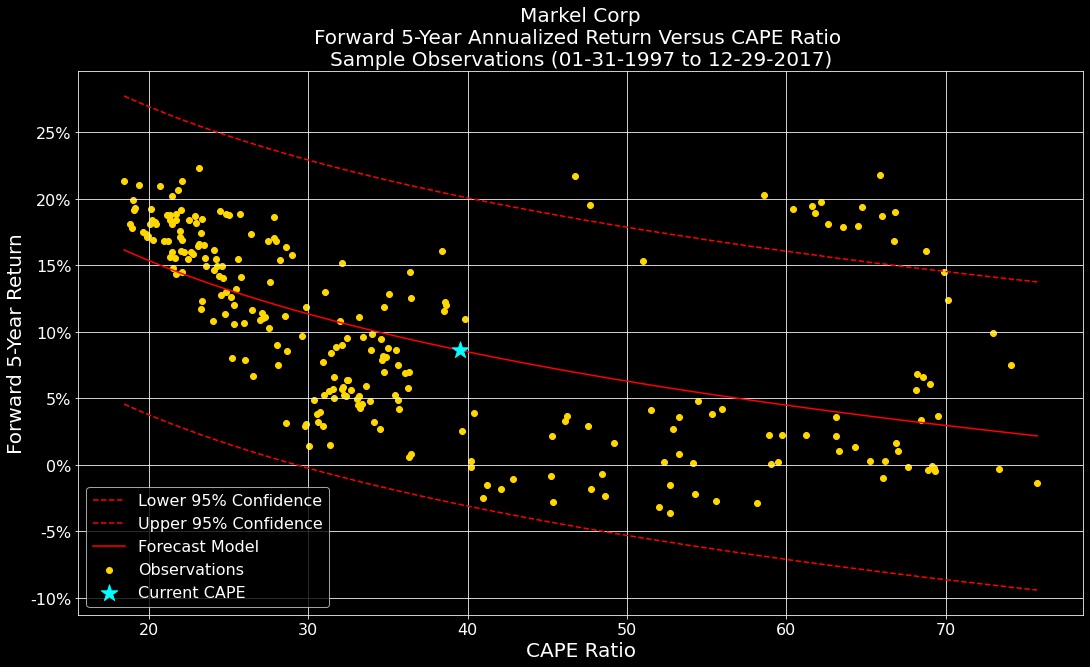 Markel Corp
Forward 5-Year Annualized Return Versus CAPE Ratio
Sample Observations (01-31-1997 to 12-29-2017)
Forward 5-Year Return
25%
20%
15%
10%
5%
0%
-5%
-10%
Lower 95% Confidence
Upper 95% Confidence
Forecast Model
Observations
Current CAPE
20 30 40 50 60 70
CAPE Ratio